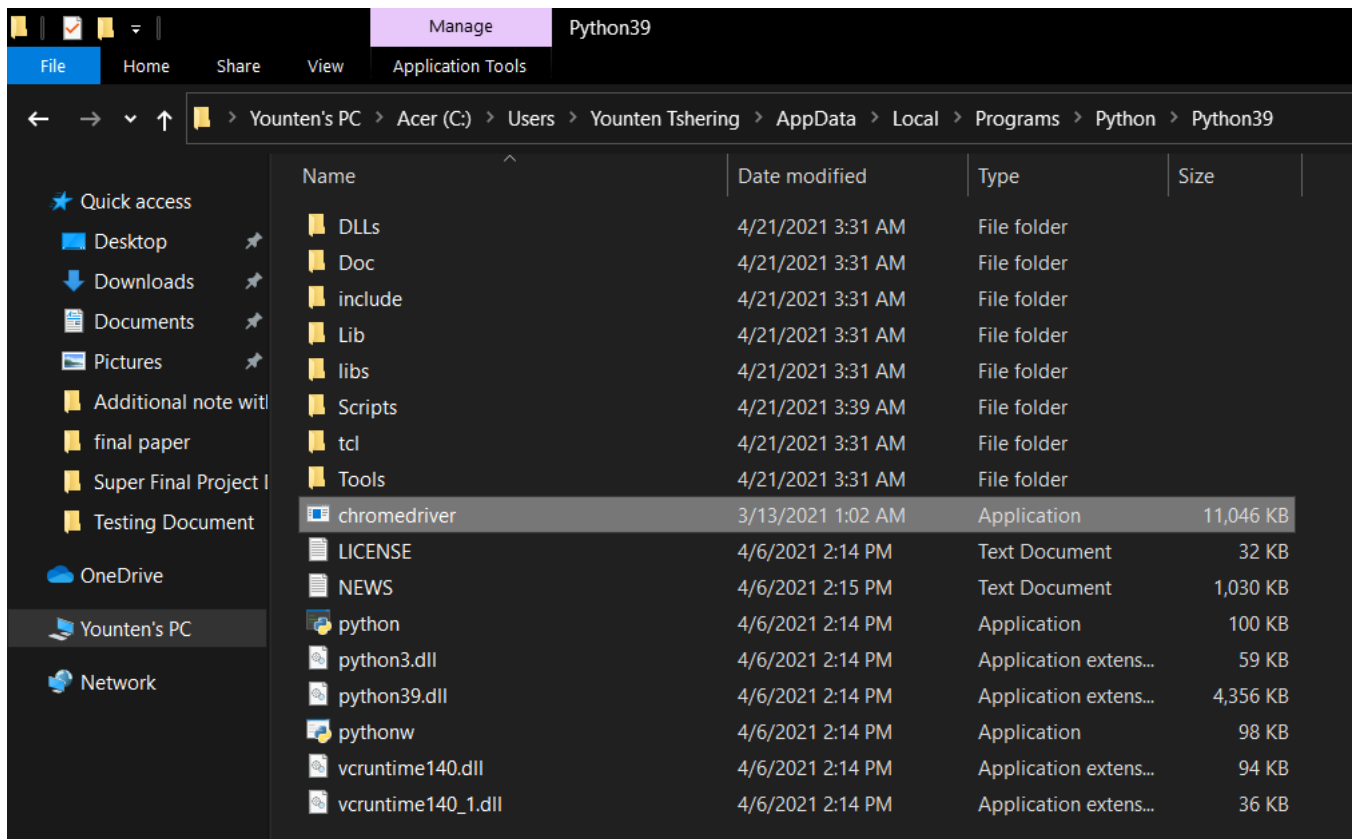 Manage Python39
File Home Share View Application Tools
Younten's PC > Acer (C:) > Users > Younten Tshering > AppData > Local > Programs > Python > Python39
Name Date modified Type Size
Quick access
Desktop
Downloads
Documents
Pictures
Additional note with
final paper
Super Final Project
Testing Document
OneDrive
Younten's PC
Network
DLLs 4/21/2021 3:31 AM File folder
Doc 4/21/2021 3:31 AM File folder
include 4/21/2021 3:31 AM File folder
Lib 4/21/2021 3:31 AM File folder
libs 4/21/2021 3:31 AM File folder
Scripts 4/21/2021 3:39 AM File folder
tcl 4/21/2021 3:31 AM File folder
Tools 4/21/2021 3:31 AM File folder
chromedriver 3/13/2021 1:02 AM Application 11,046 KB
LICENSE 4/6/2021 2:14 PM Text Document 32 KB
NEWS 4/6/2021 2:15 PM Text Document 1,030 KB
python 4/6/2021 2:14 PM Application 100 KB
python3.dll 4/6/2021 2:14 PM Application extens... 59 KB
python39.dll 4/6/2021 2:14 PM Application extens... 4,356 KB
pythonw 4/6/2021 2:14 PM Application 98 KB
vcruntime140.dll 4/6/2021 2:14 PM Application extens... 94 KB
vcruntime140_1.dll 4/6/2021 2:14 PM Application extens... 36 KB